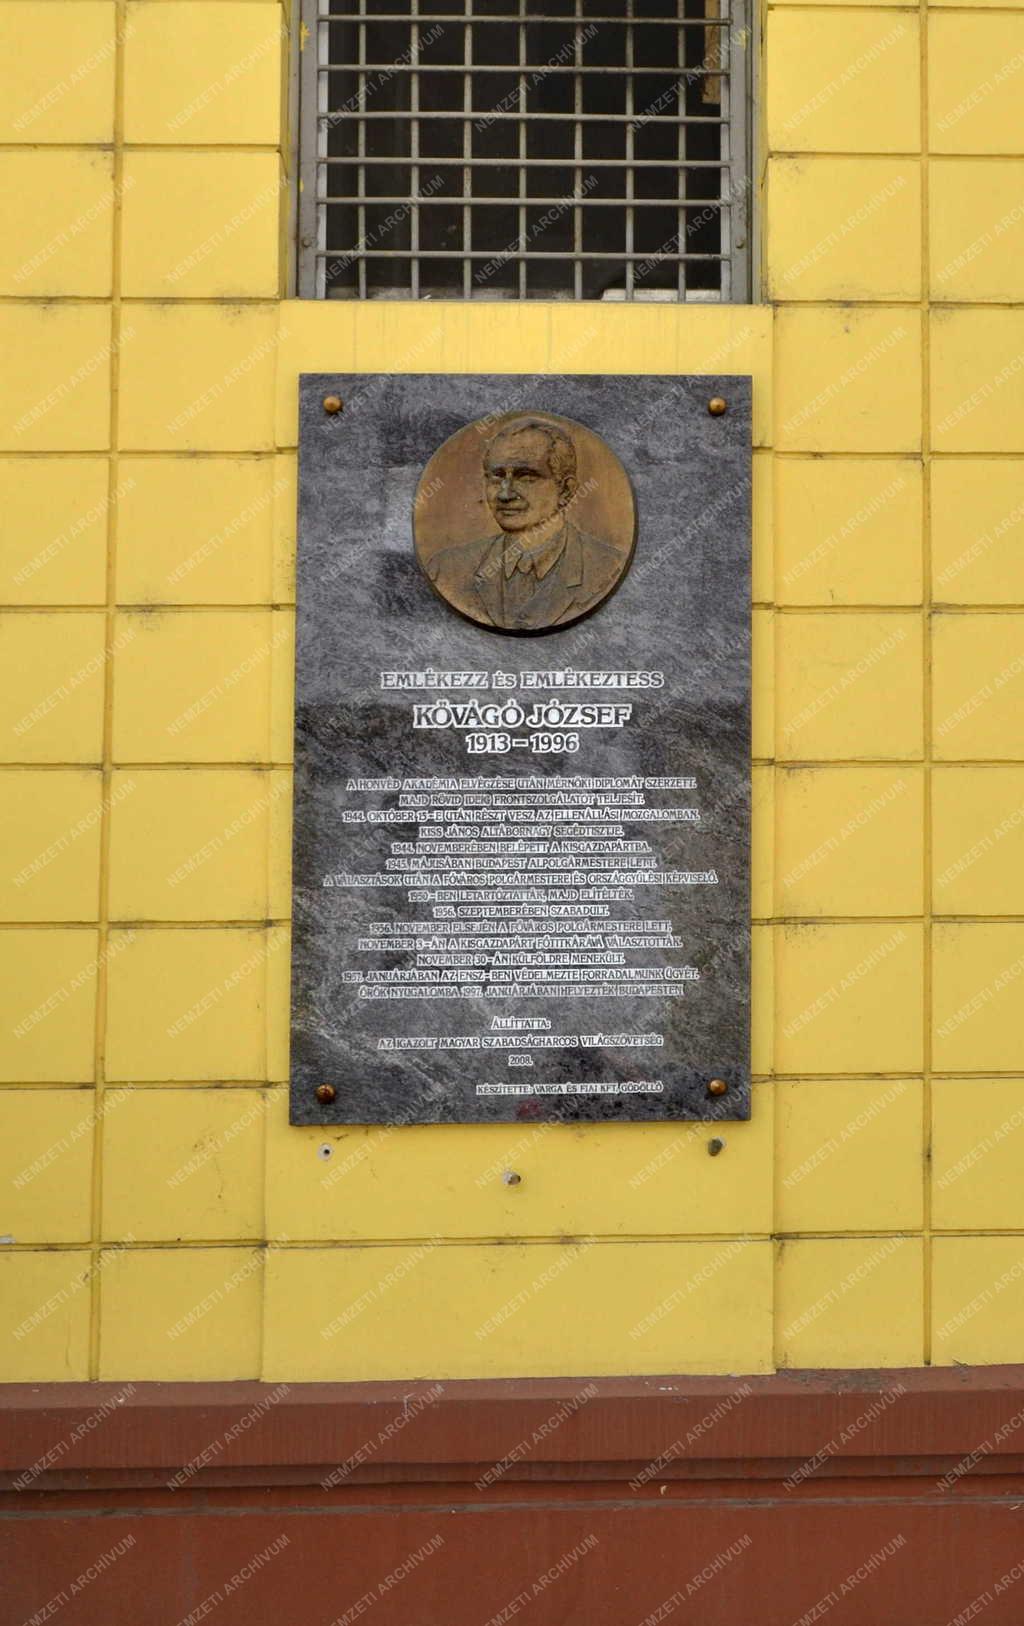 EMLÉKEZZ és EMLÉKEZTESS
KŐVÁGÓ JÓZSEF
1913 – 1996
A HONVÉD AKADÉMIA ELVÉGZÉSE UTÁN MÉRNÖKI DIPLOMÁT SZERZETT.
MAJD RÖVID IDEIG FRONTSZOLGÁLATOT TELJESÍT.
1944. OKTÓBER 15-E UTÁN RÉSZT VESZ AZ ELLENÁLLÁSI MOZGALOMBAN.
KISS JÁNOS ALTÁBORNAGY SEGÉDTISZTJE.
1944. NOVEMBERÉBEN BELÉPETT A KISGAZDAPÁRTBA.
1945. MÁJUSÁBAN BUDAPEST ALPOLGÁRMESTERE LETT.
A VÁLASZTÁSOK UTÁN A FŐVÁROS POLGÁRMESTERE ÉS ORSZÁGGYŰLÉSI KÉPVISELŐ.
1950-BEN LETARTÓZTATTÁK, MAJD ELÍTÉLTÉK.
1956. SZEPTEMBERÉBEN SZABADULT.
1956. NOVEMBER ELSEJÉN A FŐVÁROS POLGÁRMESTERE LETT,
NOVEMBER 3-ÁN A KISGAZDAPÁRT FŐTITKÁRÁVÁ VÁLASZTOTTÁK.
NOVEMBER 30-ÁN KÜLFÖLDRE MENEKÜLT.
1957. JANUÁRJÁBAN AZ ENSZ-BEN VÉDELMEZTE FORRADALMUNK ÜGYÉT.
ÖRÖK NYUGALOMBA 1997. JANUÁRJÁBAN HELYEZTÉK BUDAPESTEN
ÁLLÍTTATTA:
AZ IGAZOLT MAGYAR SZABADSÁGHARCOS VILÁGSZÖVETSÉG
2008.
KÉSZÍTETTE: VARGA ÉS FIAI KFT, GÖDÖLLŐ
NEMZETI ARCHÍVUM